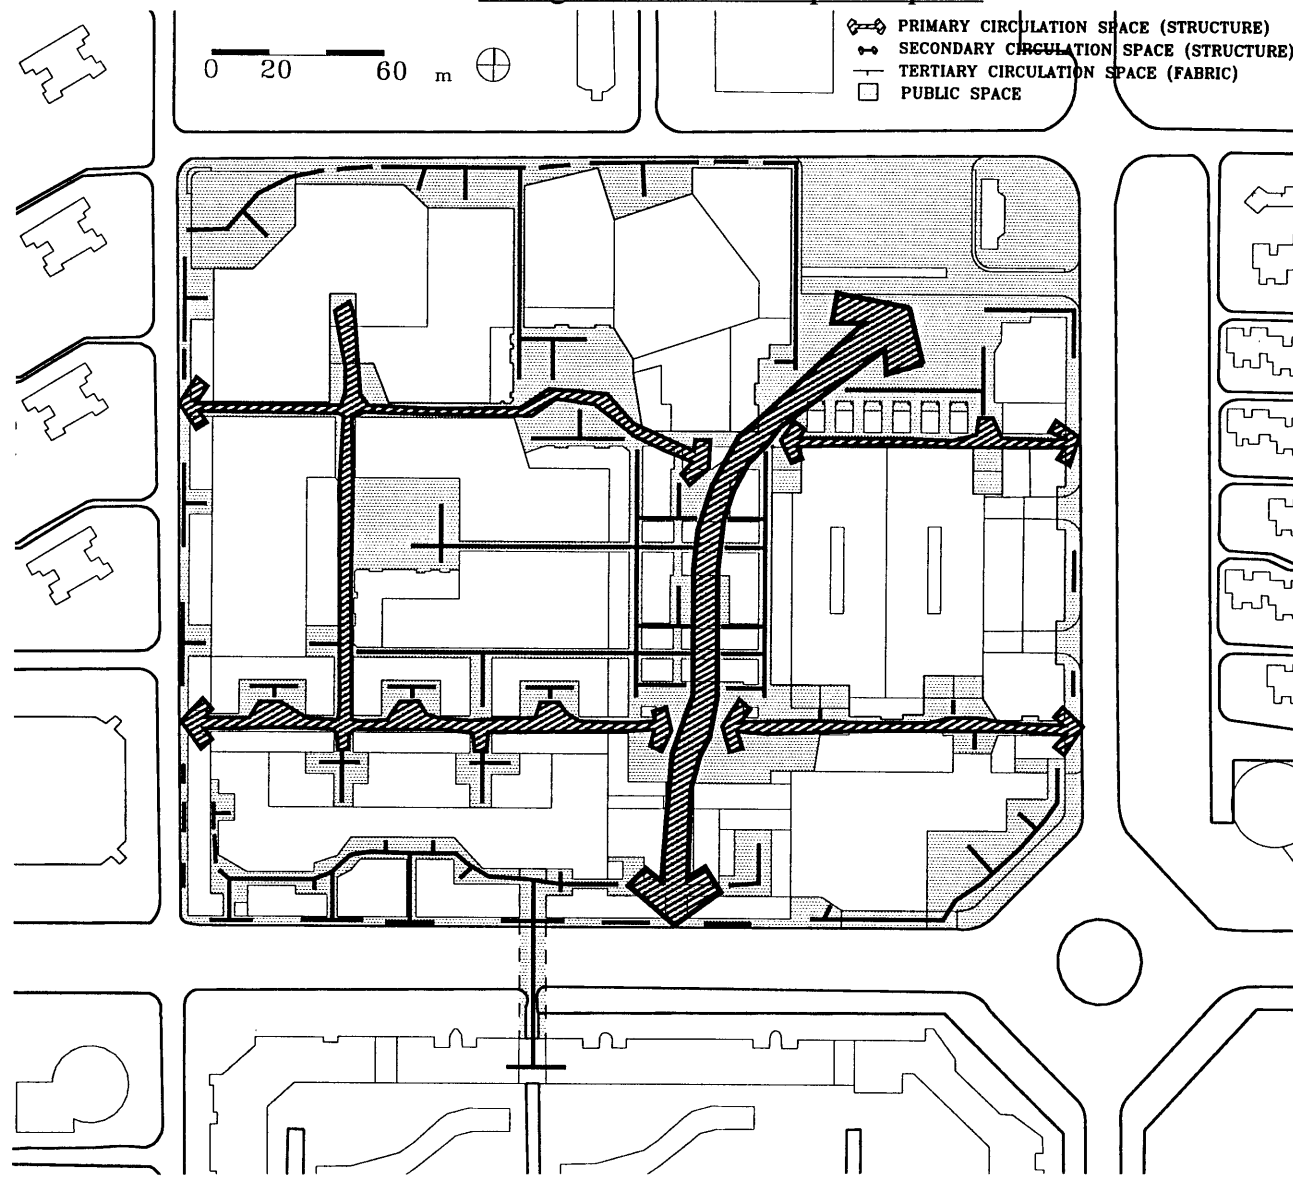 PRIMARY CIRCULATION SPACE (STRUCTURE)
SECONDARY CIRCULATION SPACE (STRUCTURE)
TERTIARY CIRCULATION SPACE (FABRIC)
PUBLIC SPACE
0 20 60 m